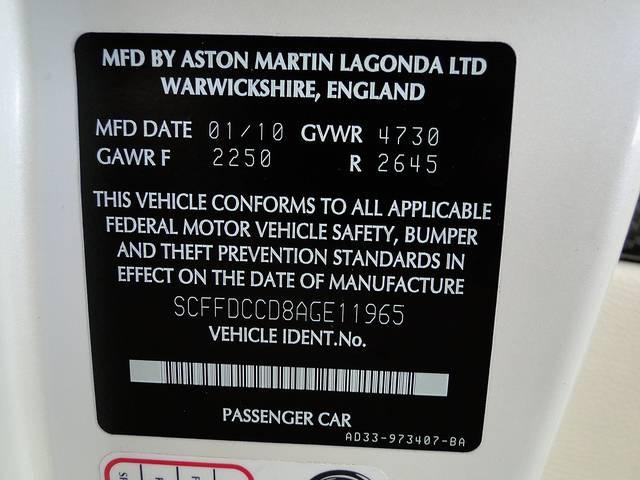 MFD BY ASTON MARTIN LAGONDA LTD
WARWICKSHIRE, ENGLAND
MFD DATE 01/10 GVWR 4730
GAWR F 2250 R 2645
THIS VEHICLE CONFORMS TO ALL APPLICABLE
FEDERAL MOTOR VEHICLE SAFETY, BUMPER
AND THEFT PREVENTION STANDARDS IN
EFFECT ON THE DATE OF MANUFACTURE
SCFFDCCD8AGE11965
VEHICLE IDENT.No.
PASSENGER CAR
AD33-973407-BA